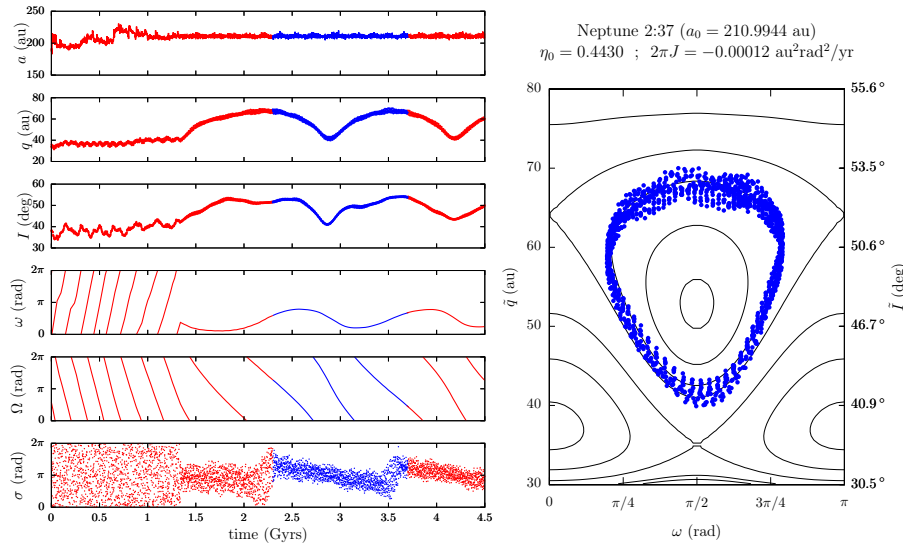 250
200
150
a (au)
80
60
40
20
q (au)
60
50
40
30
I (deg)
2π
π
0
ω (rad)
2π
π
0
Ω (rad)
2π
π
0
σ (rad)
0 0.5 1 1.5 2 2.5 3 3.5 4 4.5
time (Gyrs)
Neptune 2:37 (a₀ = 210.9944 au)
η₀ = 0.4430 ; 2πJ = −0.00012 au²rad²/yr
80
70
60
50
40
30
q̃ (au)
55.6°
53.5°
50.6°
46.7°
40.9°
30.5°
Ĩ (deg)
0 π/4 π/2 3π/4 π
ω (rad)